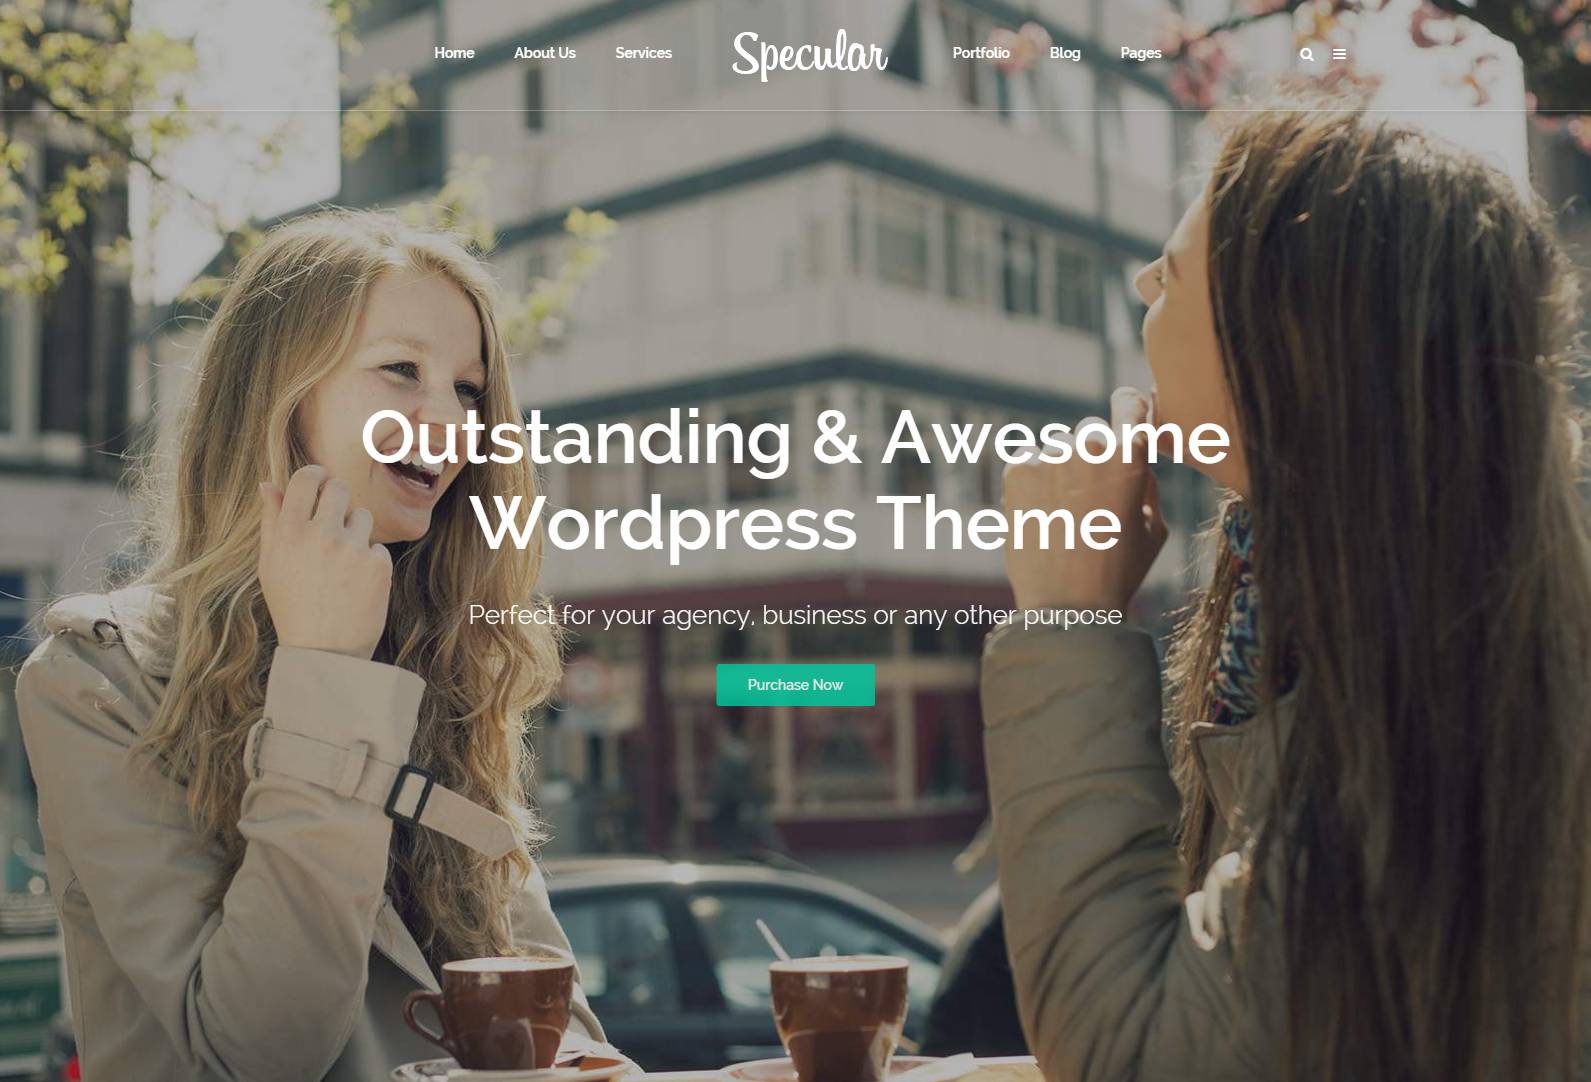 Home About Us Services Specular Portfolio Blog Pages
Outstanding & Awesome
Wordpress Theme
Perfect for your agency, business or any other purpose
Purchase Now